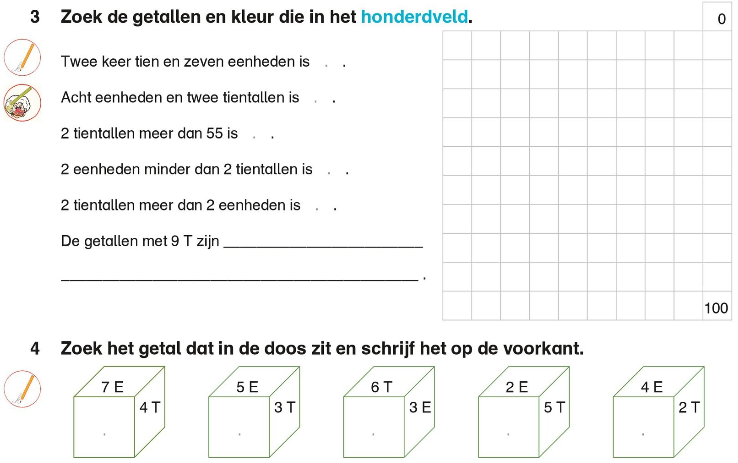 3 Zoek de getallen en kleur die in het honderdveld.
0
Twee keer tien en zeven eenheden is . .
Acht eenheden en twee tientallen is . .
2 tientallen meer dan 55 is . .
2 eenheden minder dan 2 tientallen is . .
2 tientallen meer dan 2 eenheden is . .
De getallen met 9 T zijn ____________________
____________________ .
100
4 Zoek het getal dat in de doos zit en schrijf het op de voorkant.
7 E 5 E 6 T 2 E 4 E
4 T 3 T 3 E 5 T 2 T